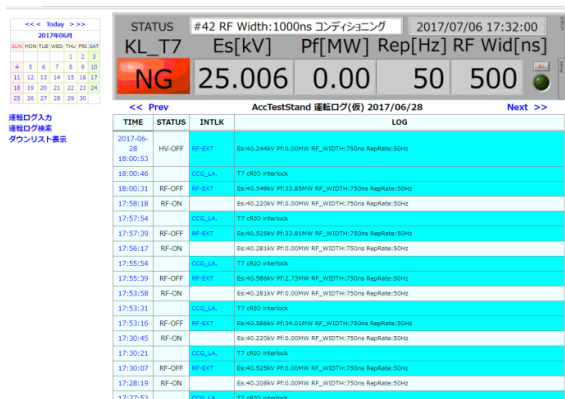 <<< Today >>>
2017年06月
SUN MON TUE WED THU FRI SAT
1 2 3
4 5 6 7 8 9 10
11 12 13 14 15 16 17
18 19 20 21 22 23 24
25 26 27 28 29 30
運転ログ入力
運転ログ検索
ダウンリスト表示
STATUS #42 RF Width:1000ns コンディショニング 2017/07/06 17:32:00
KL_T7 Es[kV] Pf[MW] Rep[Hz] RF Wid[ns]
NG 25.006 0.00 50 500
<< Prev AccTestStand 運転ログ(仮) 2017/06/28 Next >>
TIME STATUS INTLK LOG
2017-06-
28
18:00:53 HV-OFF RF-EXT Es:40.244kV Pf:0.00MW RF_WIDTH:750ns RepRate:50Hz
18:00:46 CCG_LA, T7 cRIO interlock
18:00:31 RF-OFF RF-EXT Es:40.549kV Pf:33.85MW RF_WIDTH:750ns RepRate:50Hz
17:58:18 RF-ON Es:40.220kV Pf:0.00MW RF_WIDTH:750ns RepRate:50Hz
17:57:54 CCG_LA, T7 cRIO interlock
17:57:39 RF-OFF RF-EXT Es:40.525kV Pf:33.81MW RF_WIDTH:750ns RepRate:50Hz
17:56:17 RF-ON Es:40.281kV Pf:0.00MW RF_WIDTH:750ns RepRate:50Hz
17:55:54 CCG_LA, T7 cRIO interlock
17:55:39 RF-OFF RF-EXT Es:40.586kV Pf:2.73MW RF_WIDTH:750ns RepRate:50Hz
17:53:58 RF-ON Es:40.281kV Pf:0.00MW RF_WIDTH:750ns RepRate:50Hz
17:53:31 CCG_LA, T7 cRIO interlock
17:53:16 RF-OFF RF-EXT Es:40.586kV Pf:34.01MW RF_WIDTH:750ns RepRate:50Hz
17:30:45 RF-ON Es:40.220kV Pf:0.00MW RF_WIDTH:750ns RepRate:50Hz
17:30:21 CCG_LA, T7 cRIO interlock
17:30:07 RF-OFF RF-EXT Es:40.525kV Pf:0.00MW RF_WIDTH:750ns RepRate:50Hz
17:28:19 RF-ON Es:40.208kV Pf:0.00MW RF_WIDTH:750ns RepRate:50Hz
17:27:53 CCG_LA, T7 cRIO interlock